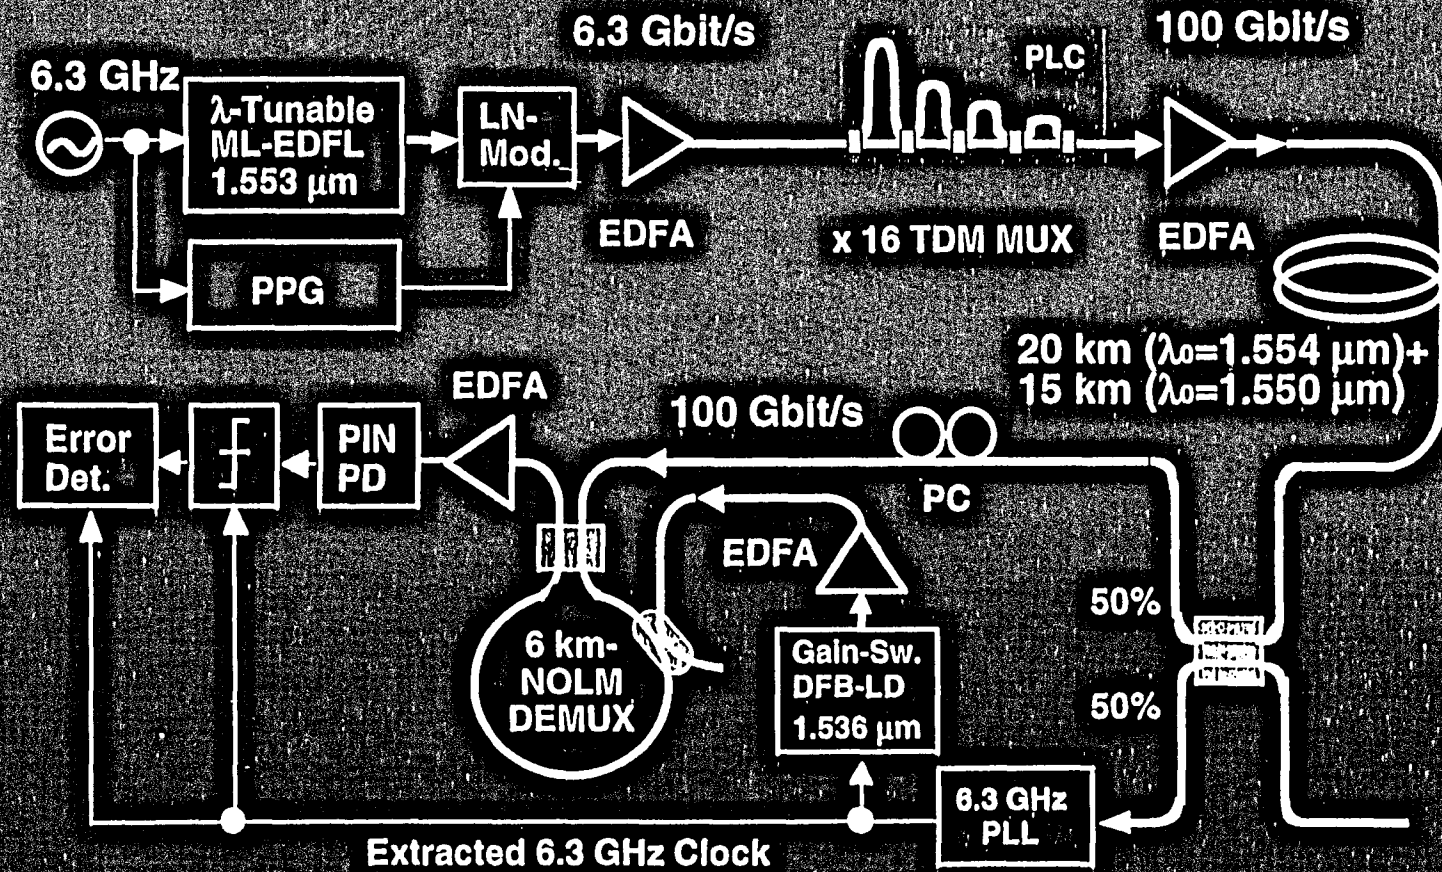 6.3 Gbit/s
100 Gbit/s
PLC
6.3 GHz
λ-Tunable
ML-EDFL
1.553 μm
LN-
Mod.
EDFA
x 16 TDM MUX
EDFA
PPG
20 km (λ₀=1.554 μm)+
15 km (λ₀=1.550 μm)
EDFA
100 Gbit/s
Error
Det.
PIN
PD
PC
EDFA
50%
6 km-
NOLM
DEMUX
Gain-Sw.
DFB-LD
1.536 μm
50%
6.3 GHz
PLL
Extracted 6.3 GHz Clock